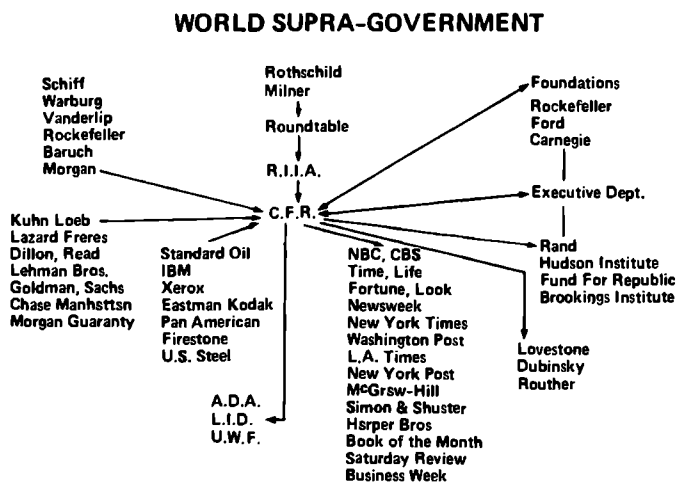 WORLD SUPRA-GOVERNMENT
Schiff
Warburg
Vanderlip
Rockefeller
Baruch
Morgan
Rothschild
Milner
Roundtable
R.I.I.A.
C.F.R.
Foundations
Rockefeller
Ford
Carnegie
Executive Dept.
Rand
Hudson Institute
Fund For Republic
Brookings Institute
Kuhn Loeb
Lazard Freres
Dillon, Read
Lehman Bros.
Goldman, Sachs
Chase Manhsttsn
Morgan Guaranty
Standard Oil
IBM
Xerox
Eastman Kodak
Pan American
Firestone
U.S. Steel
NBC, CBS
Time, Life
Fortune, Look
Newsweek
New York Times
Washington Post
L.A. Times
New York Post
McGrsw-Hill
Simon & Shuster
Hsrper Bros
Book of the Month
Saturday Review
Business Week
Lovestone
Dubinsky
Routher
A.D.A.
L.I.D.
U.W.F.